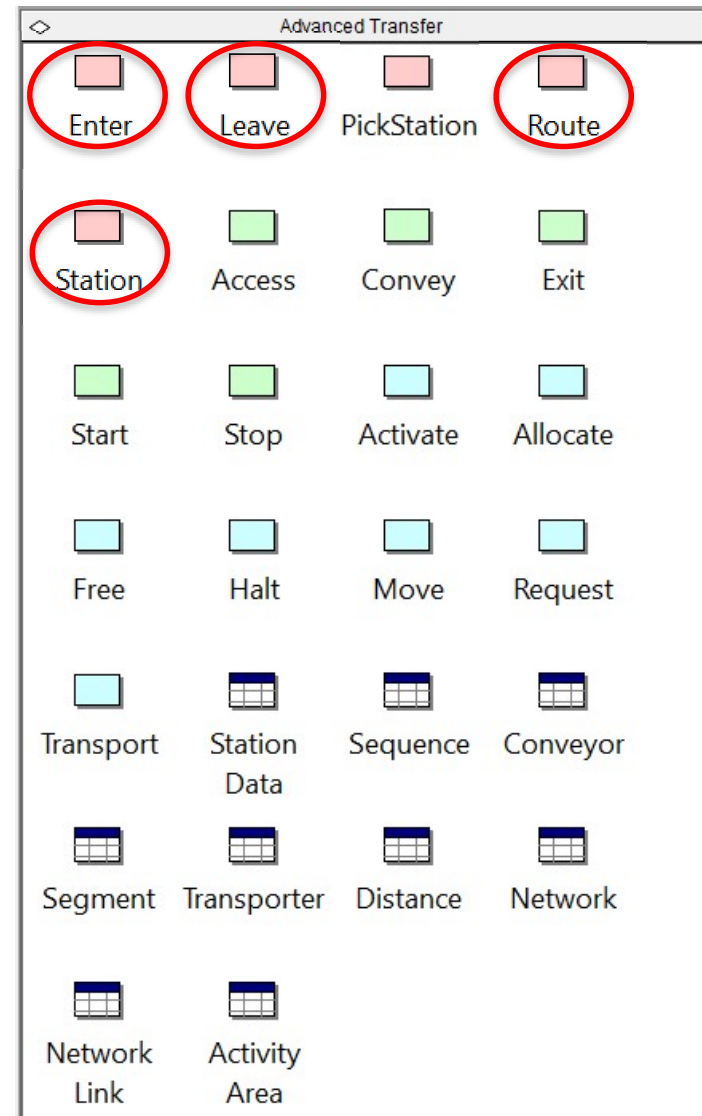 Advanced Transfer
Enter Leave PickStation Route
Station Access Convey Exit
Start Stop Activate Allocate
Free Halt Move Request
Transport Station Sequence Conveyor
Data
Segment Transporter Distance Network
Network Activity
Link Area